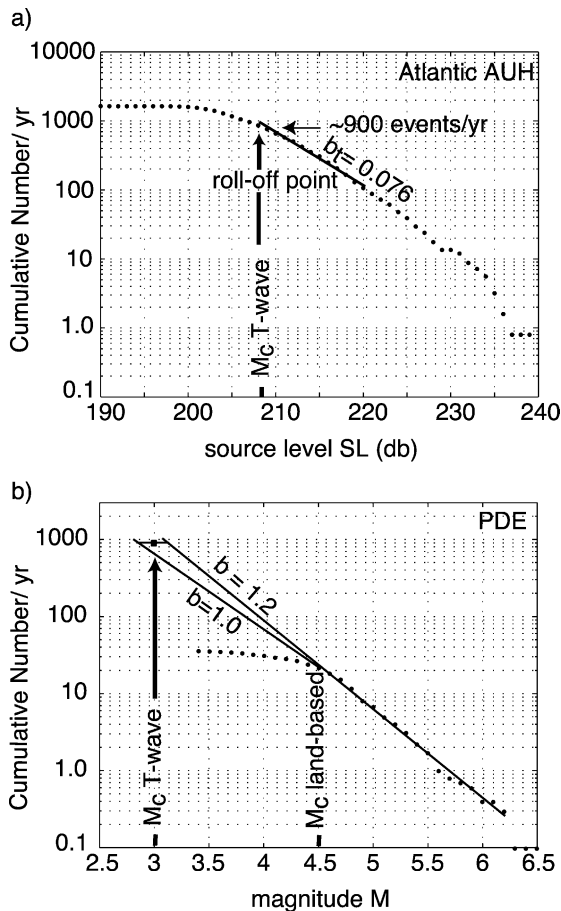 a)
10000
Atlantic AUH
1000
~900 events/yr
bt= 0.076
roll-off point
100
10
1.0
0.1
Cumulative Number/ yr
Mc T-wave
190
200
210
220
230
240
source level SL (db)
b)
PDE
1000
b = 1.2
b=1.0
100
10
1.0
0.1
Cumulative Number/ yr
Mc T-wave
Mc land-based
2.5
3
3.5
4
4.5
5
5.5
6
6.5
magnitude M